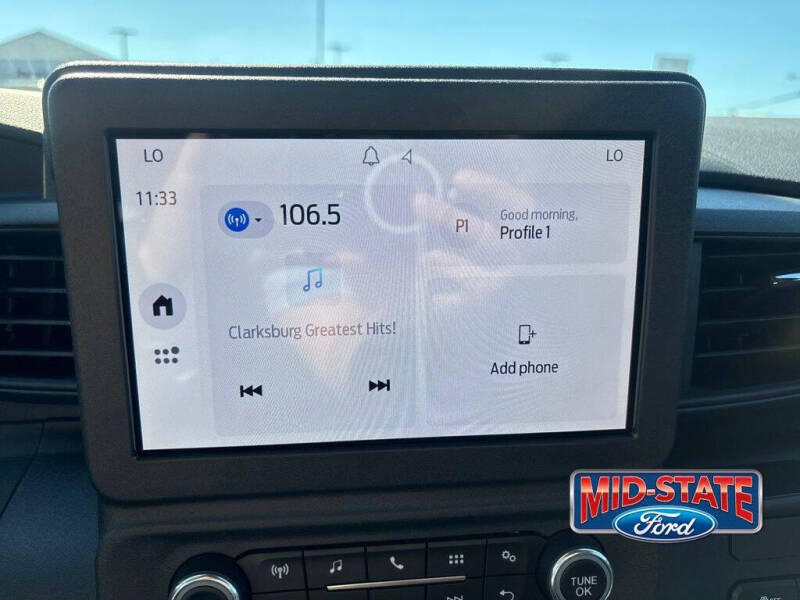 LO
LO
11:33
106.5
P1
Good morning,
Profile 1
Clarksburg Greatest Hits!
Add phone
MID-STATE
Ford
TUNE
OK